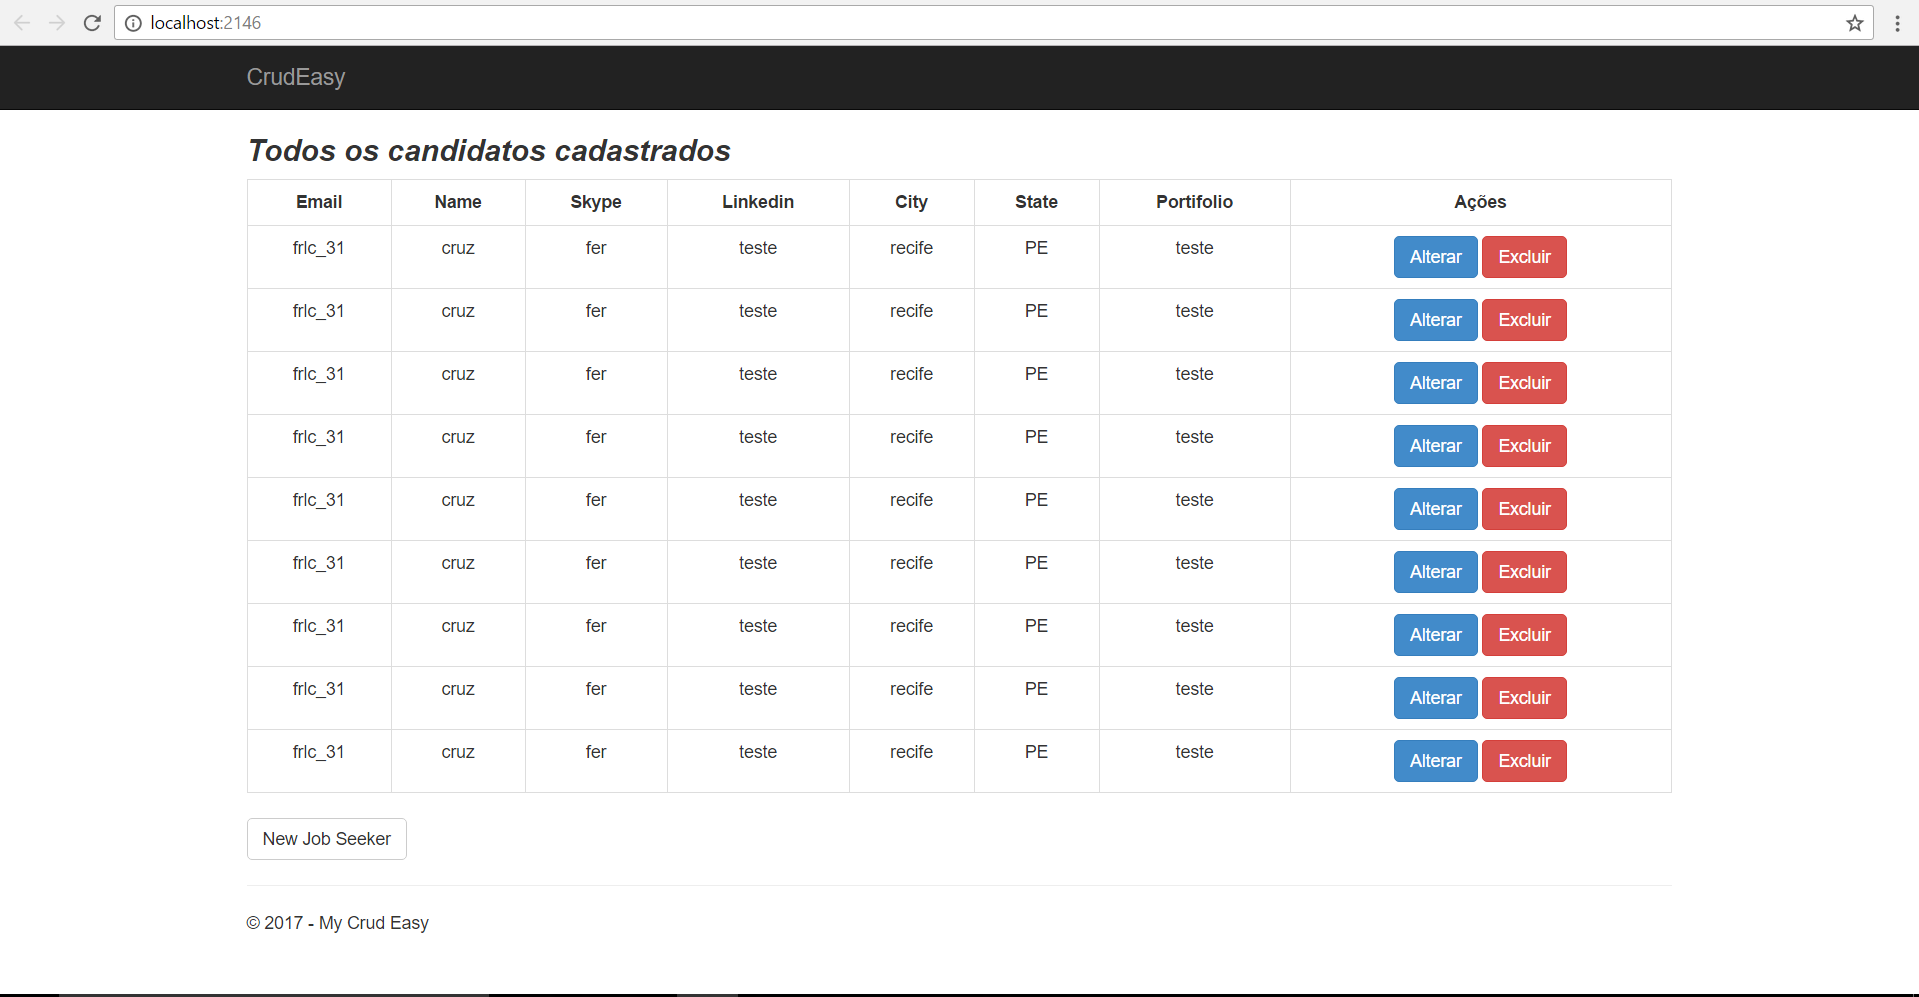 localhost:2146
CrudEasy
Todos os candidatos cadastrados
Email Name Skype Linkedin City State Portifolio Ações
frlc_31 cruz fer teste recife PE teste Alterar Excluir
frlc_31 cruz fer teste recife PE teste Alterar Excluir
frlc_31 cruz fer teste recife PE teste Alterar Excluir
frlc_31 cruz fer teste recife PE teste Alterar Excluir
frlc_31 cruz fer teste recife PE teste Alterar Excluir
frlc_31 cruz fer teste recife PE teste Alterar Excluir
frlc_31 cruz fer teste recife PE teste Alterar Excluir
frlc_31 cruz fer teste recife PE teste Alterar Excluir
frlc_31 cruz fer teste recife PE teste Alterar Excluir
New Job Seeker
© 2017 - My Crud Easy